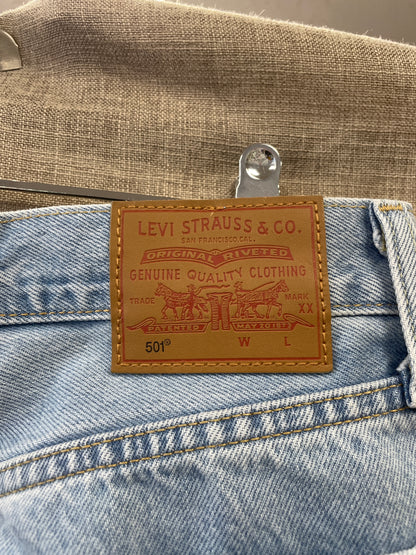 LEVI STRAUSS & CO.
SAN FRANCISCO, CAL.
ORIGINAL RIVETED
GENUINE QUALITY CLOTHING
TRADE MARK
XX
PATENTED MAY 20 1873
501® W L